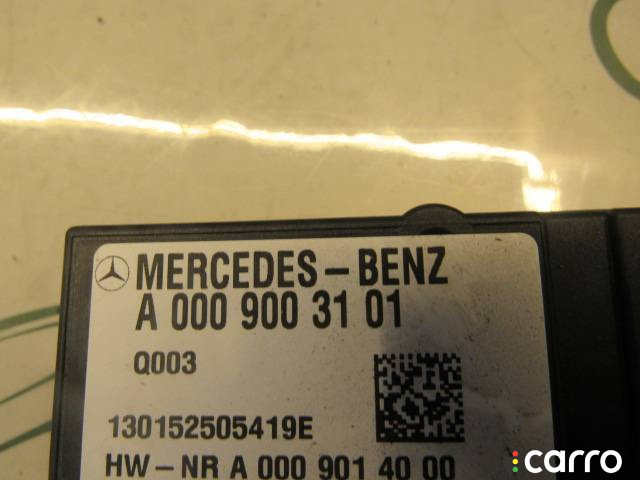 MERCEDES-BENZ
A 000 900 31 01
Q003
130152505419E
HW-NR A 000 901 40 00
carro